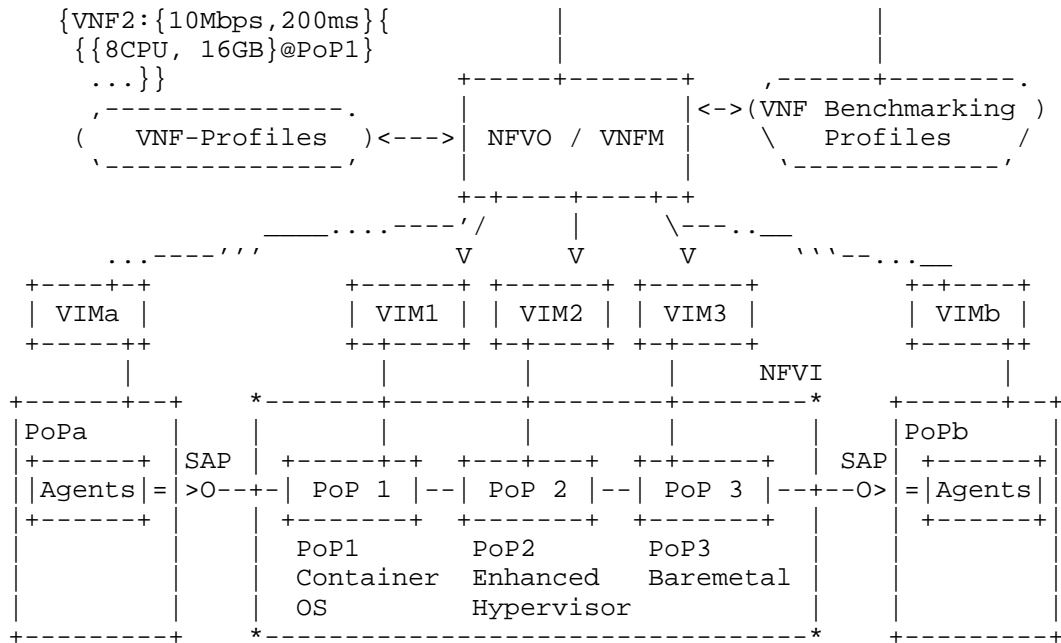 {VNF2:{10Mbps,200ms}{
{{8CPU, 16GB}@PoP1}
...}}
VNF Benchmarking
VNF-Profiles NFVO / VNFM Profiles
VIMa VIM1 VIM2 VIM3 VIMb
NFVI
PoPa PoPb
SAP SAP
Agents PoP 1 PoP 2 PoP 3 Agents
PoP1 PoP2 PoP3
Container Enhanced Baremetal
OS Hypervisor